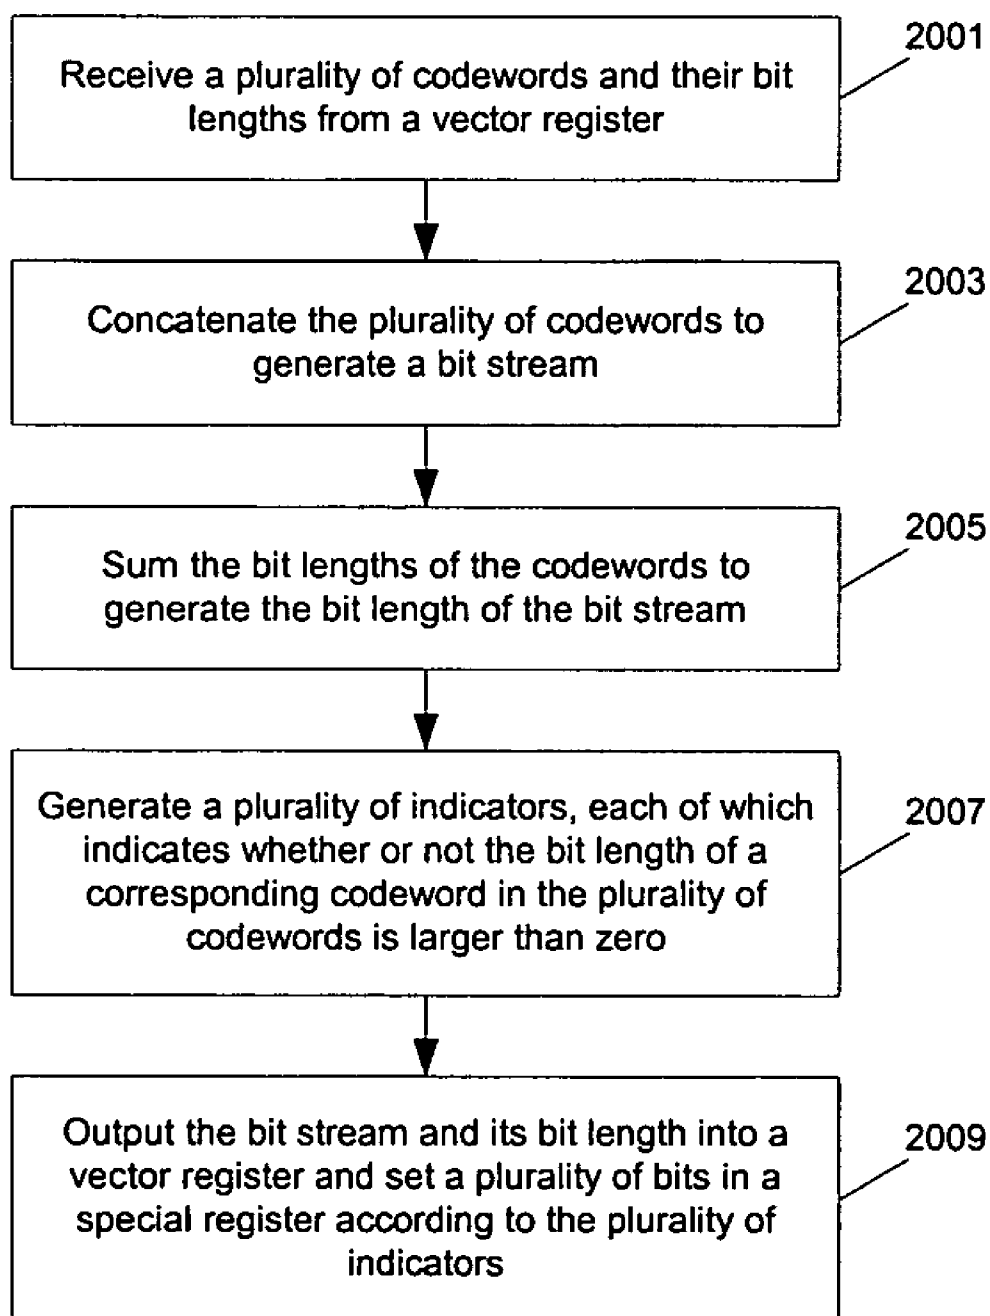 2001
Receive a plurality of codewords and their bit
lengths from a vector register
2003
Concatenate the plurality of codewords to
generate a bit stream
2005
Sum the bit lengths of the codewords to
generate the bit length of the bit stream
2007
Generate a plurality of indicators, each of which
indicates whether or not the bit length of a
corresponding codeword in the plurality of
codewords is larger than zero
2009
Output the bit stream and its bit length into a
vector register and set a plurality of bits in a
special register according to the plurality of
indicators